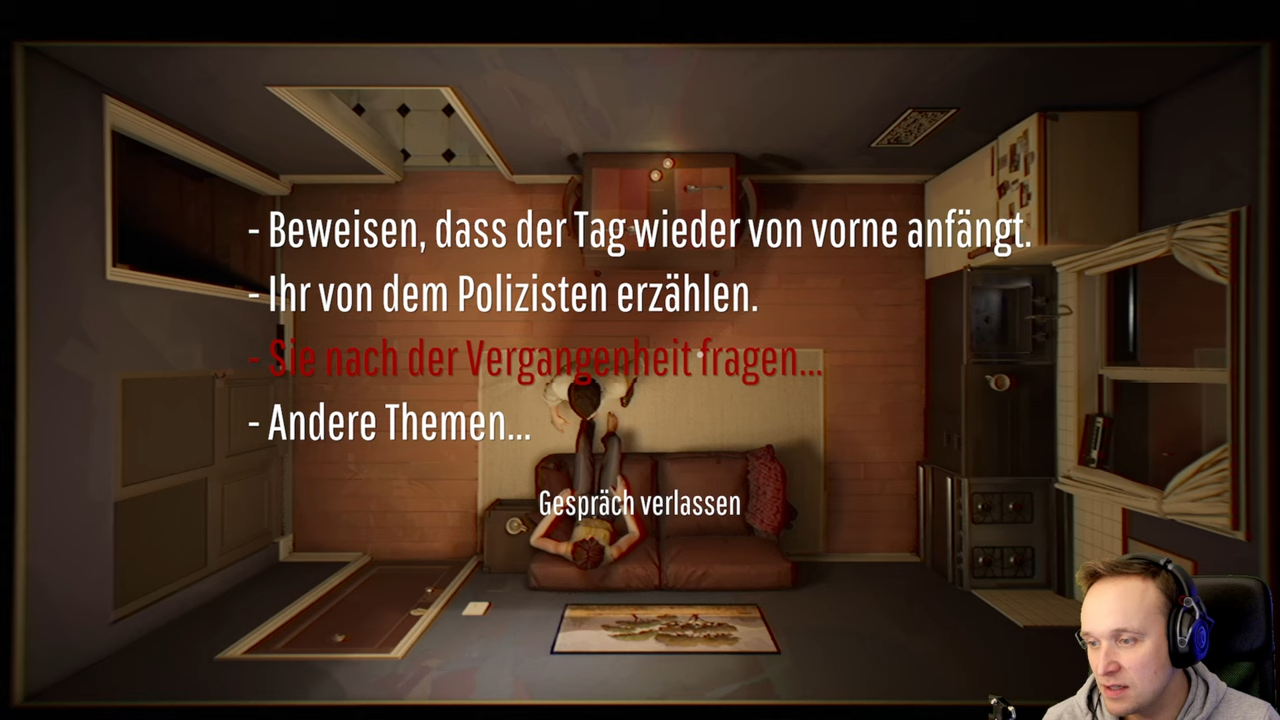 - Beweisen, dass der Tag wieder von vorne anfängt.
- Ihr von dem Polizisten erzählen.
- Sie nach der Vergangenheit fragen...
- Andere Themen...
Gespräch verlassen